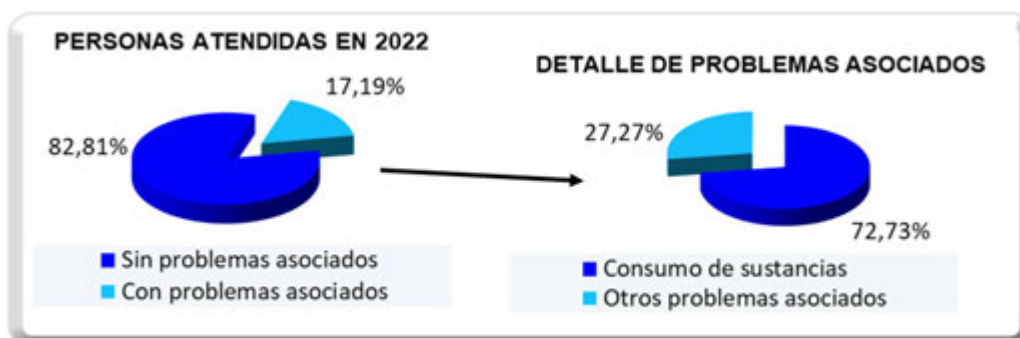 PERSONAS ATENDIDAS EN 2022
17,19%
82,81%
Sin problemas asociados
Con problemas asociados
DETALLE DE PROBLEMAS ASOCIADOS
27,27%
72,73%
Consumo de sustancias
Otros problemas asociados